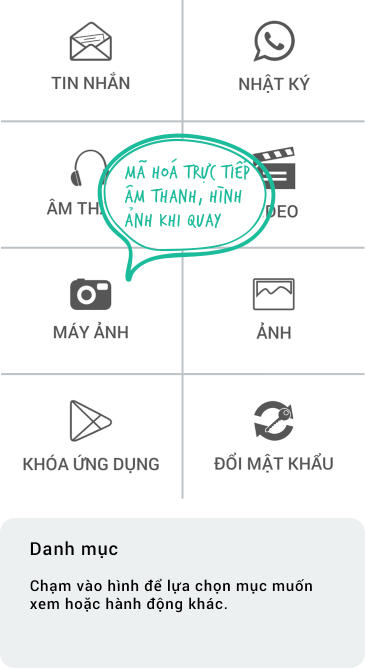 TIN NHẮN
NHẬT KÝ
MÃ HOÁ TRỰC TIẾP
ÂM THANH, HÌNH
ẢNH KHI QUAY
ÂM
DEO
MÁY ẢNH
ẢNH
KHÓA ỨNG DỤNG
ĐỔI MẬT KHẨU
Danh mục
Chạm vào hình để lựa chọn mục muốn
xem hoặc hành động khác.